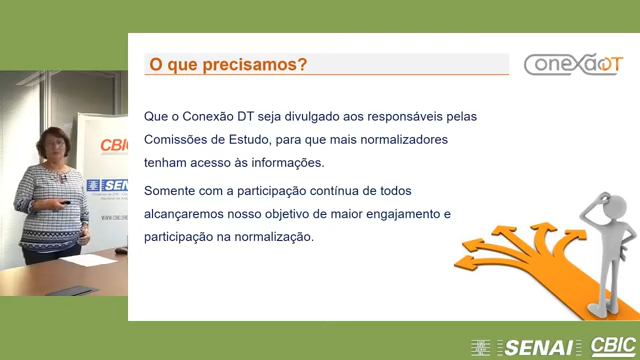 O que precisamos?
ConexãoDT
Que o Conexão DT seja divulgado aos responsáveis pelas
Comissões de Estudo, para que mais normalizadores
tenham acesso às informações.
Somente com a participação contínua de todos
alcançaremos nosso objetivo de maior engajamento e
participação na normalização.
CBIC
SENAI
SENAI
CBIC